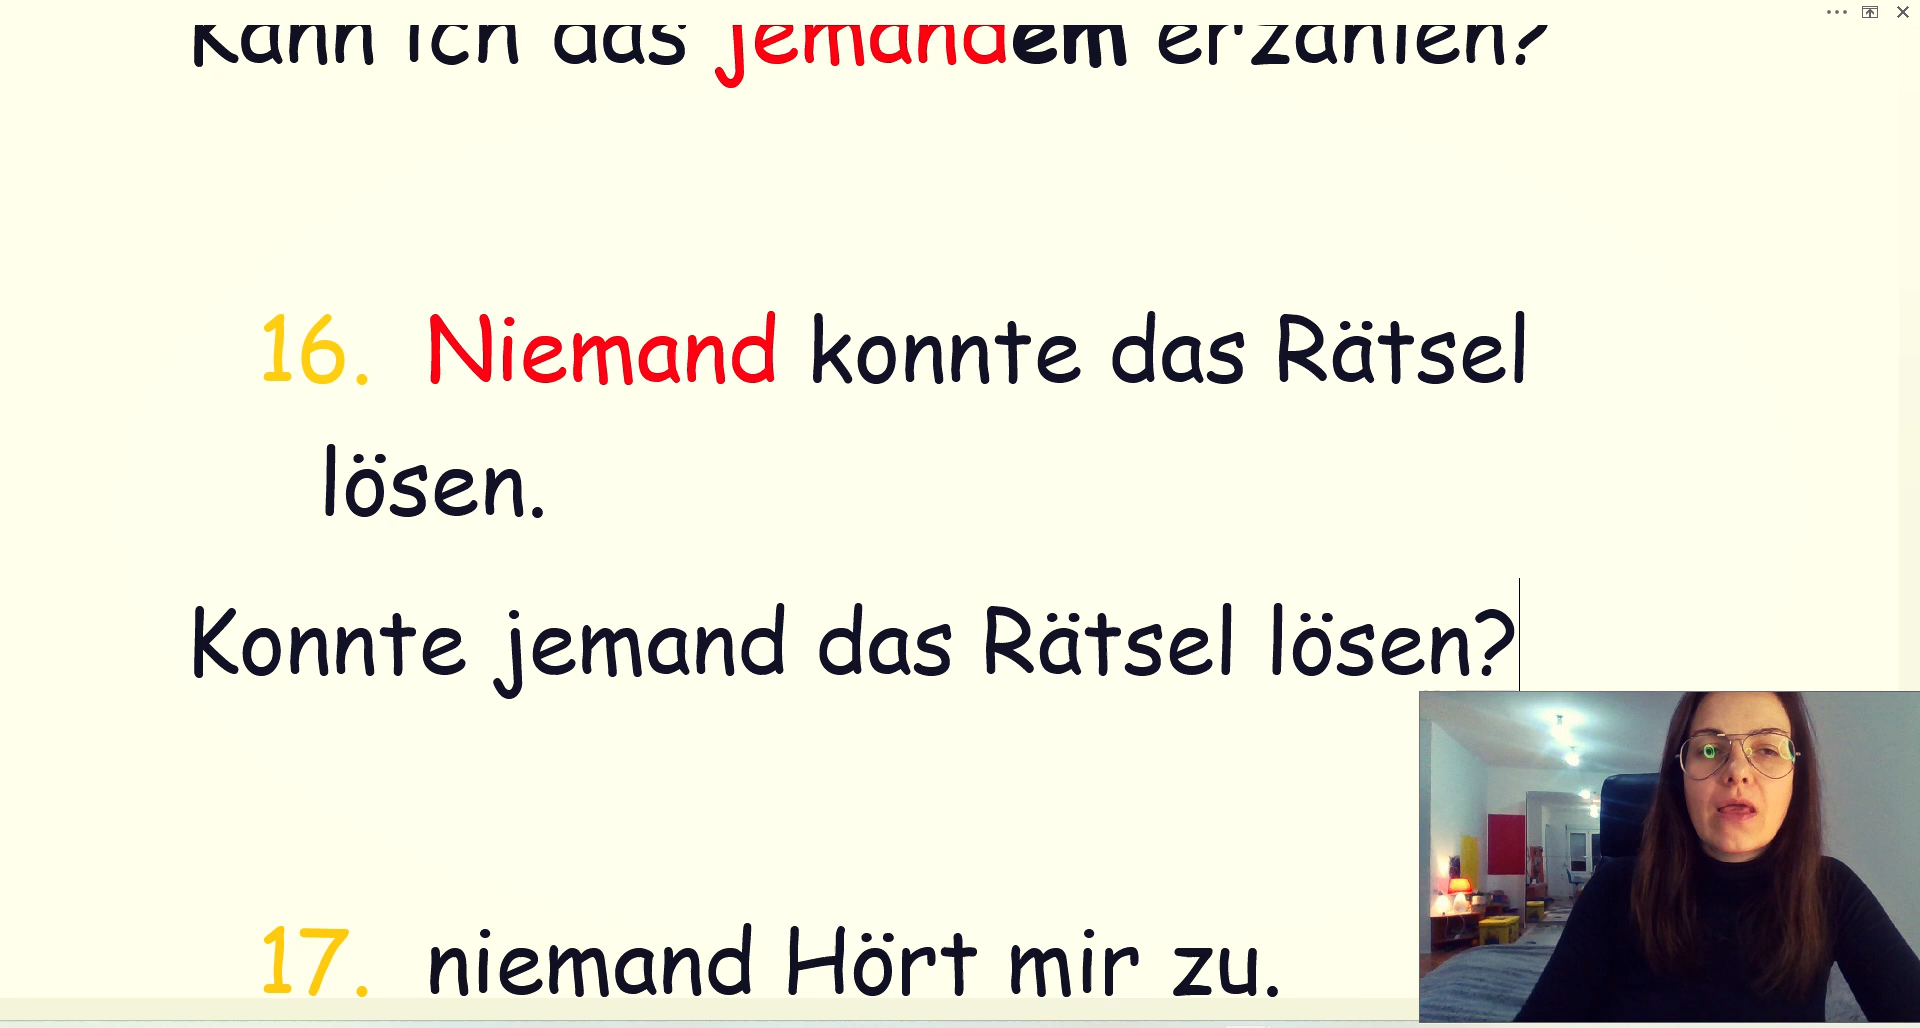 Kann ich das jemandem erzählen?
16. Niemand konnte das Rätsel
lösen.
Konnte jemand das Rätsel lösen?
17. niemand Hört mir zu.